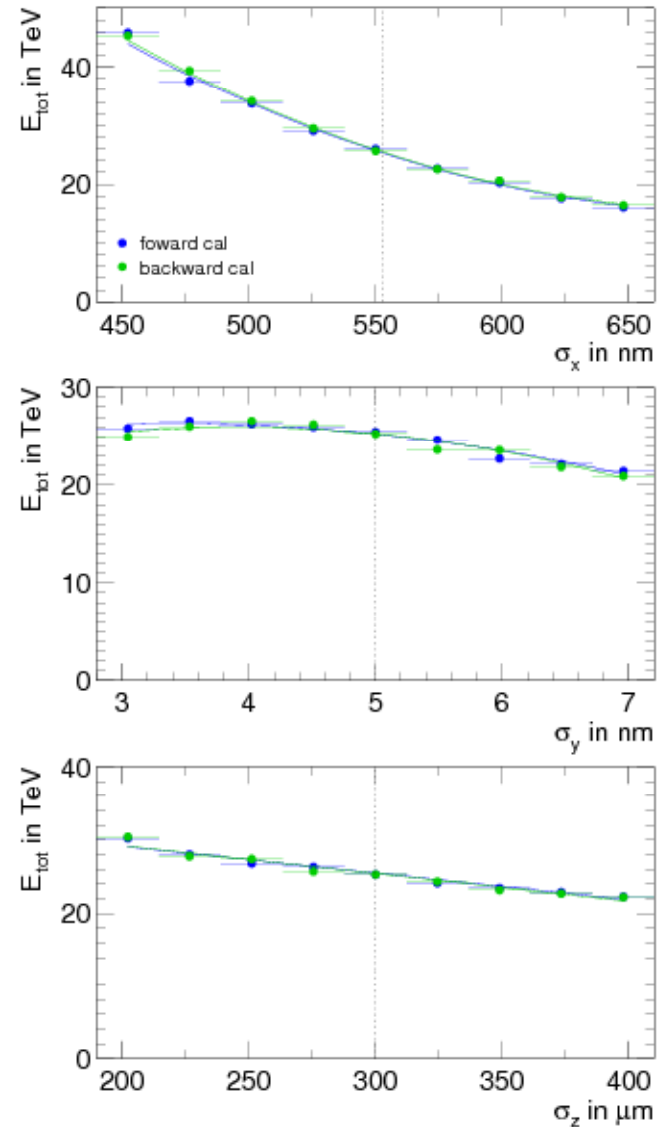 E_tot in TeV
40
20
0
foward cal
backward cal
450 500 550 600 650
σ_x in nm
E_tot in TeV
30
20
10
0
3 4 5 6 7
σ_y in nm
E_tot in TeV
40
20
0
200 250 300 350 400
σ_z in μm